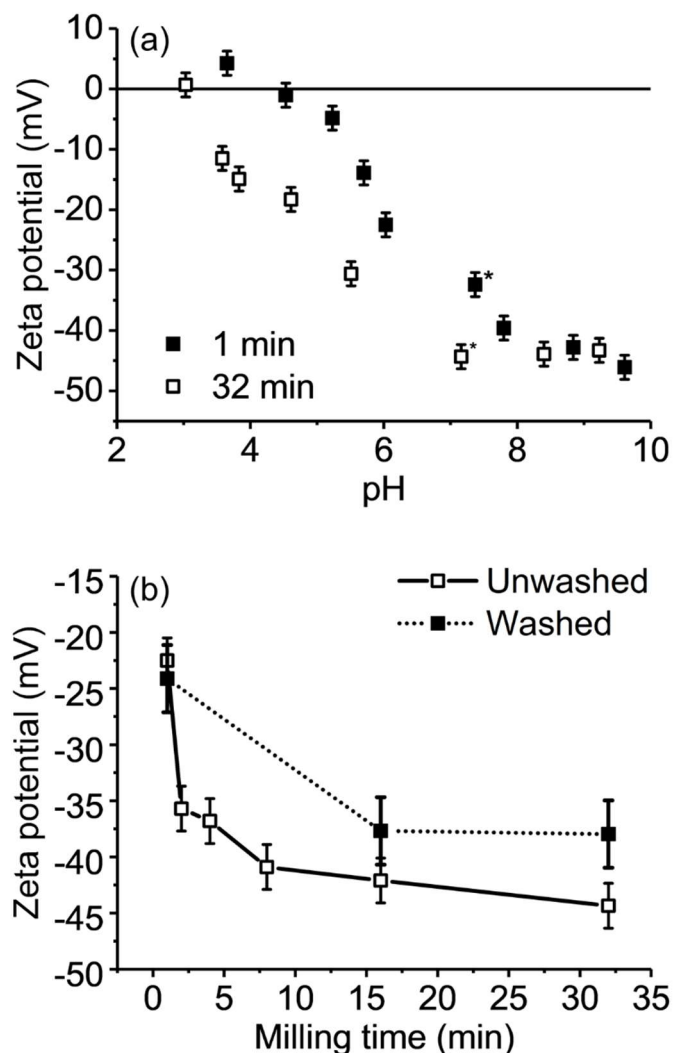 (a)
10
0
-10
-20
-30
-40
-50
Zeta potential (mV)
*
*
1 min
32 min
2 4 6 8 10
pH
(b)
Unwashed
Washed
-15
-20
-25
-30
-35
-40
-45
-50
Zeta potential (mV)
0 5 10 15 20 25 30 35
Milling time (min)